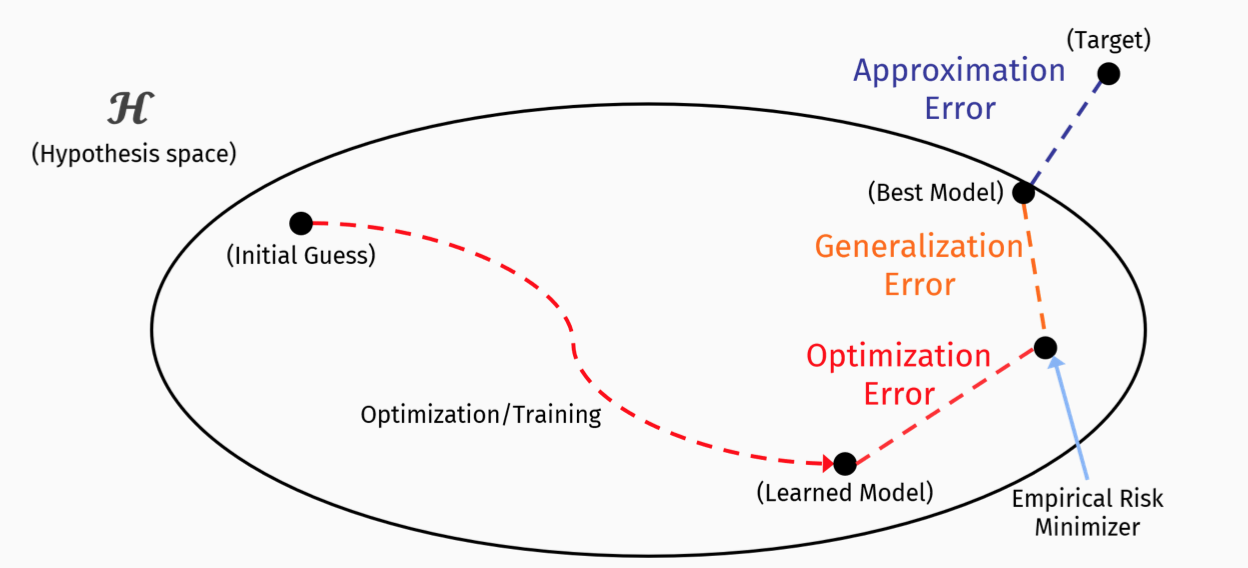 (Target)
Approximation
Error
ℋ
(Hypothesis space)
(Best Model)
(Initial Guess)
Generalization
Error
Optimization
Error
Optimization/Training
(Learned Model)
Empirical Risk
Minimizer